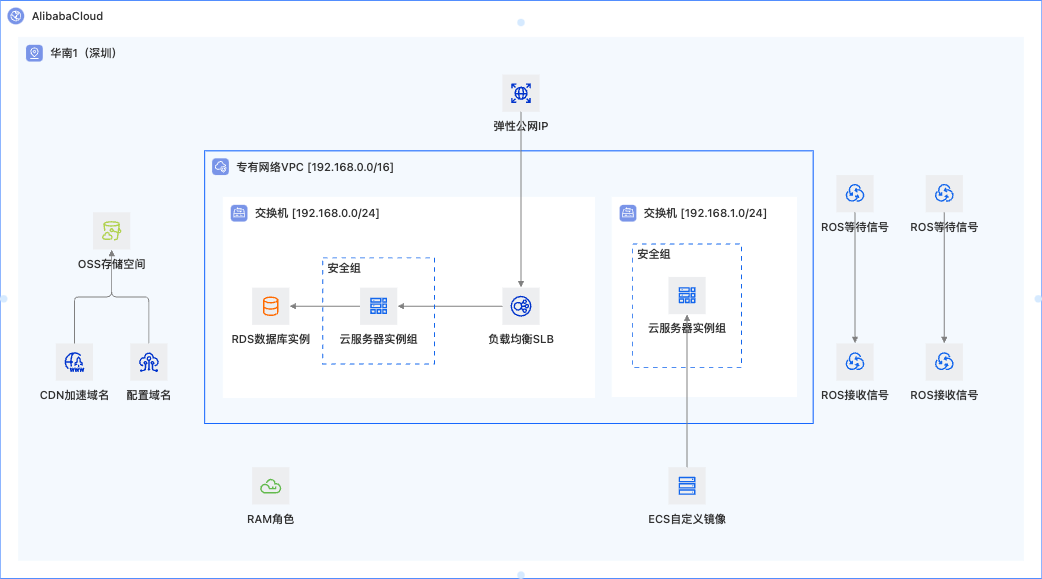 AlibabaCloud
华南1（深圳）
弹性公网IP
专有网络VPC [192.168.0.0/16]
交换机 [192.168.0.0/24]
交换机 [192.168.1.0/24]
ROS等待信号
ROS等待信号
OSS存储空间
安全组
安全组
RDS数据库实例
云服务器实例组
负载均衡SLB
云服务器实例组
CDN加速域名
配置域名
ROS接收信号
ROS接收信号
RAM角色
ECS自定义镜像